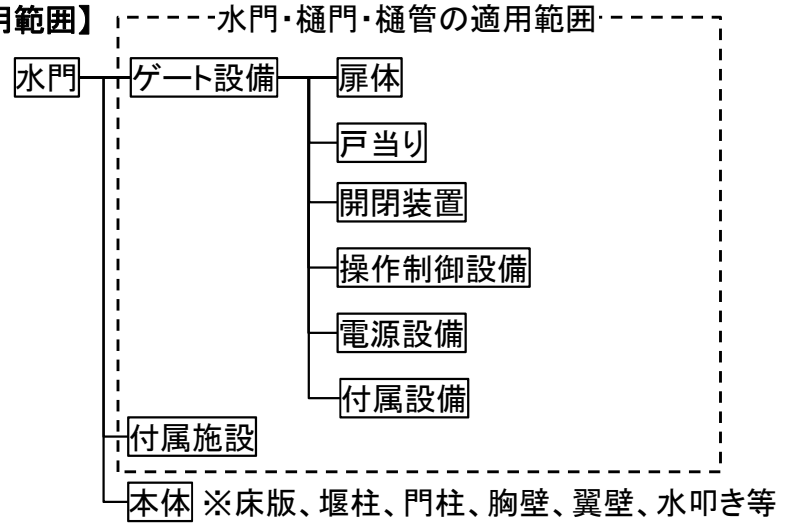 用範囲】
水門・樋門・樋管の適用範囲
水門 ゲート設備 扉体
戸当り
開閉装置
操作制御設備
電源設備
付属設備
付属施設
本体 ※床版、堰柱、門柱、胸壁、翼壁、水叩き等